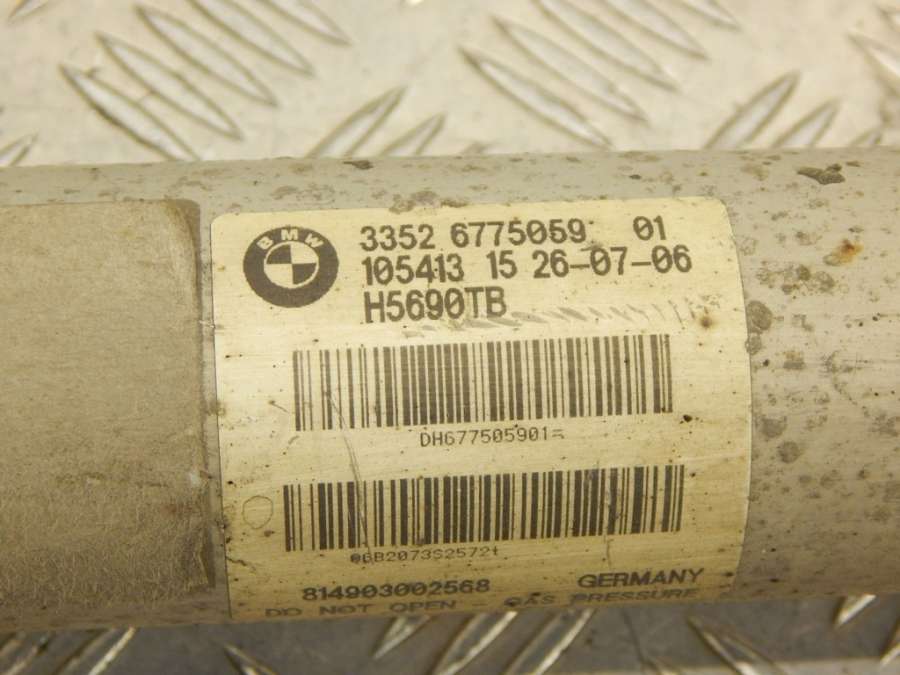 BMW
3352 6775059 01
105413 15 26-07-06
H5690TB
DH677505901
814903002568 GERMANY
DO NOT OPEN - GAS PRESSURE